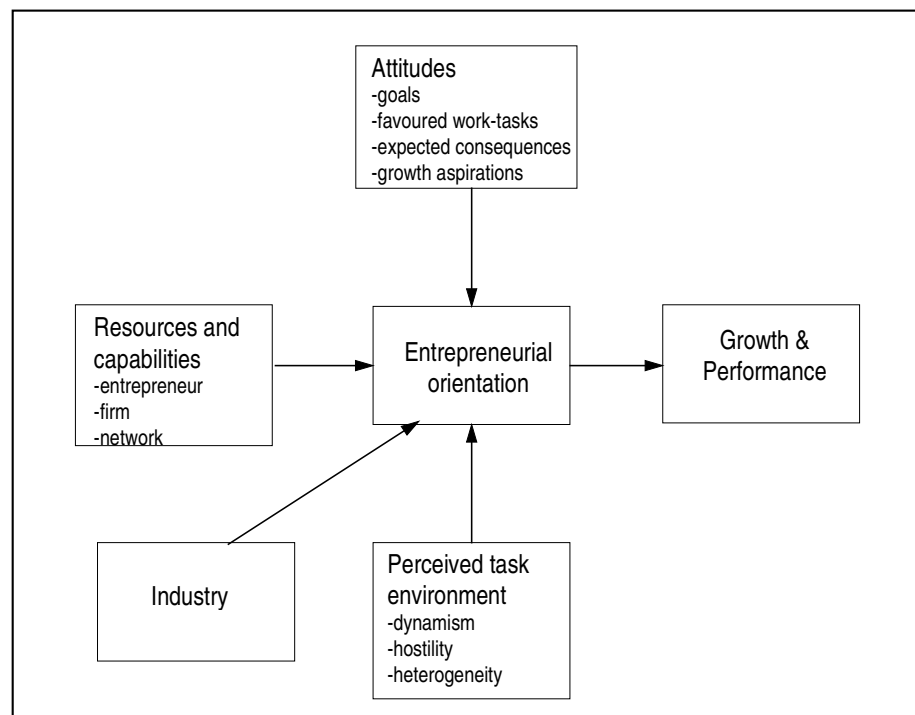 Attitudes
-goals
-favoured work-tasks
-expected consequences
-growth aspirations
Resources and
capabilities
-entrepreneur
-firm
-network
Entrepreneurial
orientation
Growth &
Performance
Industry
Perceived task
environment
-dynamism
-hostility
-heterogeneity